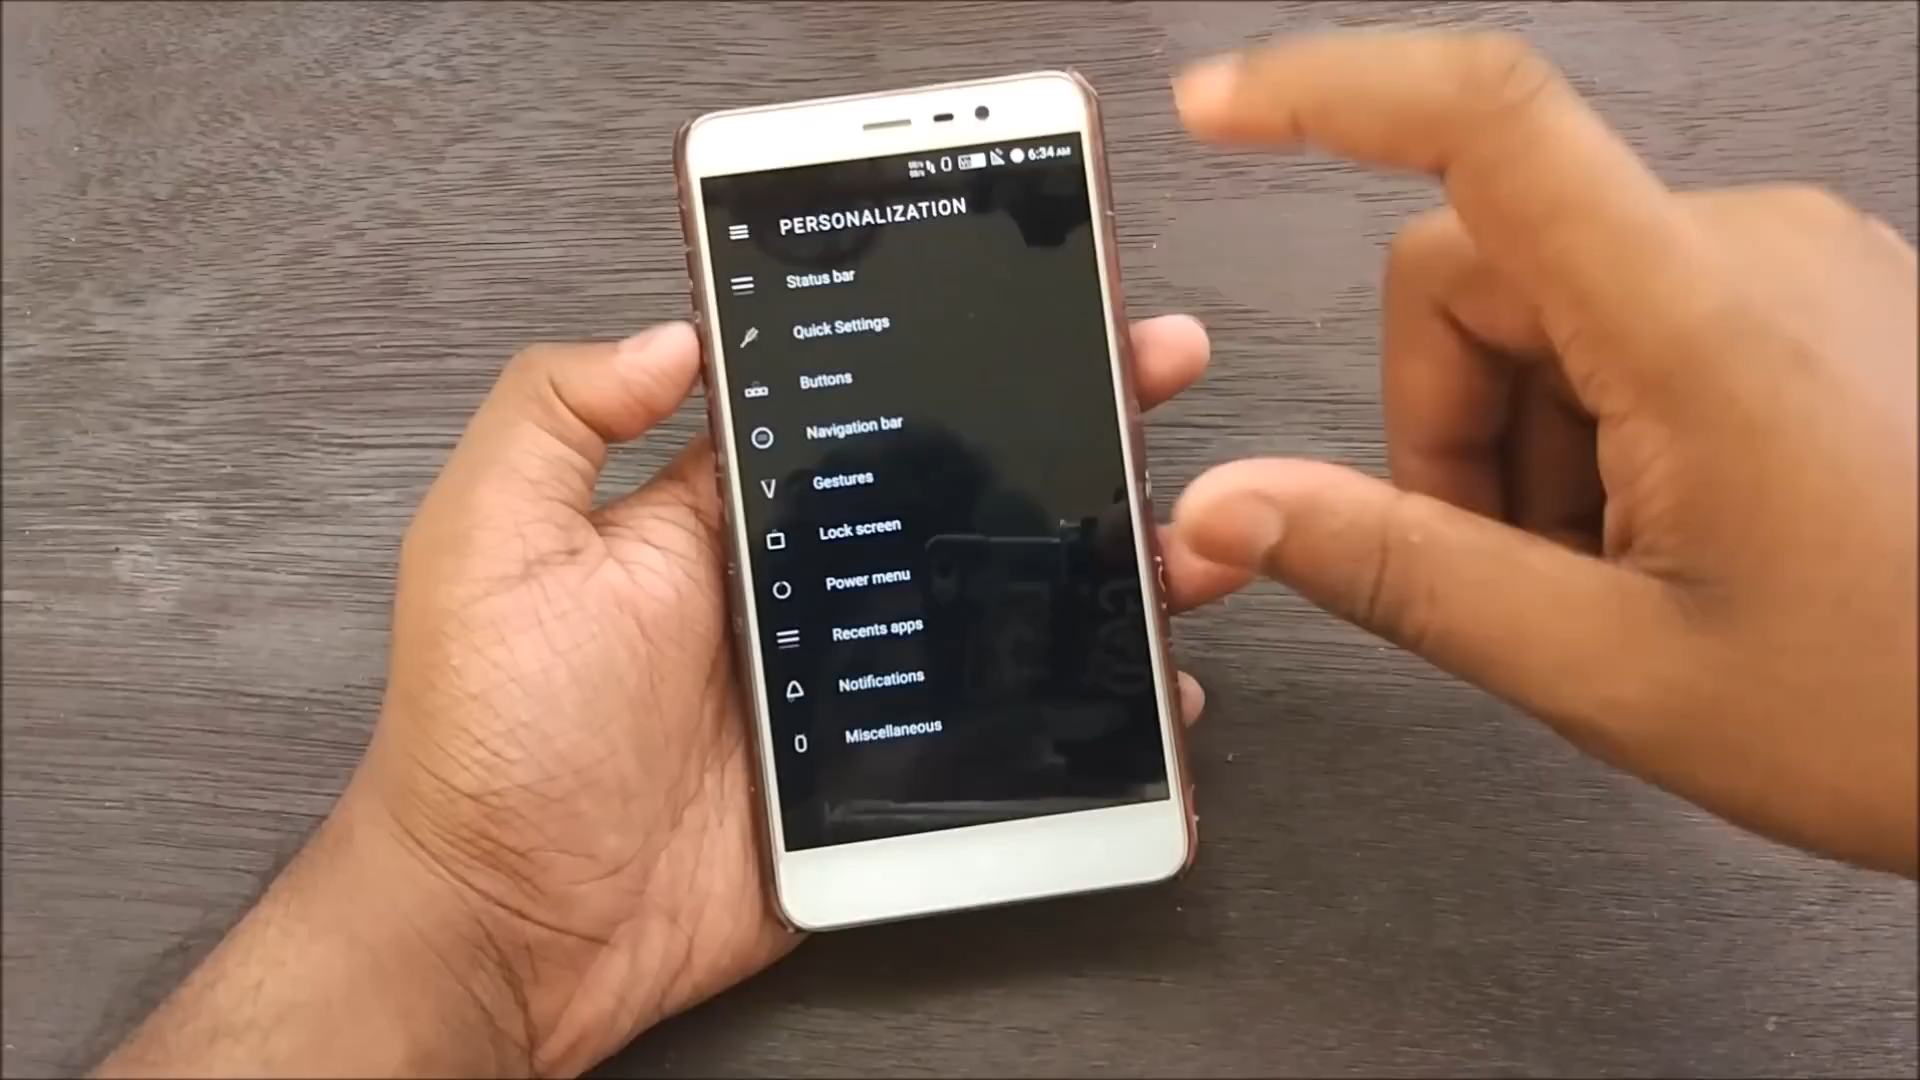 6:34 AM
PERSONALIZATION
Status bar
Quick Settings
Buttons
Navigation bar
Gestures
Lock screen
Power menu
Recents apps
Notifications
Miscellaneous